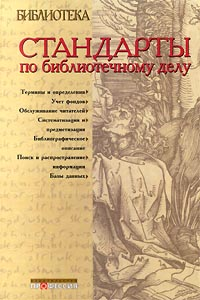 БИБЛИОТЕКА
СТАНДАРТЫ
по библиотечному делу
Термины и определения
Учет фондов
Обслуживание читателей
Систематизация и
предметизация
Библиографическое
описание
Поиск и распространение
информации
Базы данных
ПРОФЕССИЯ